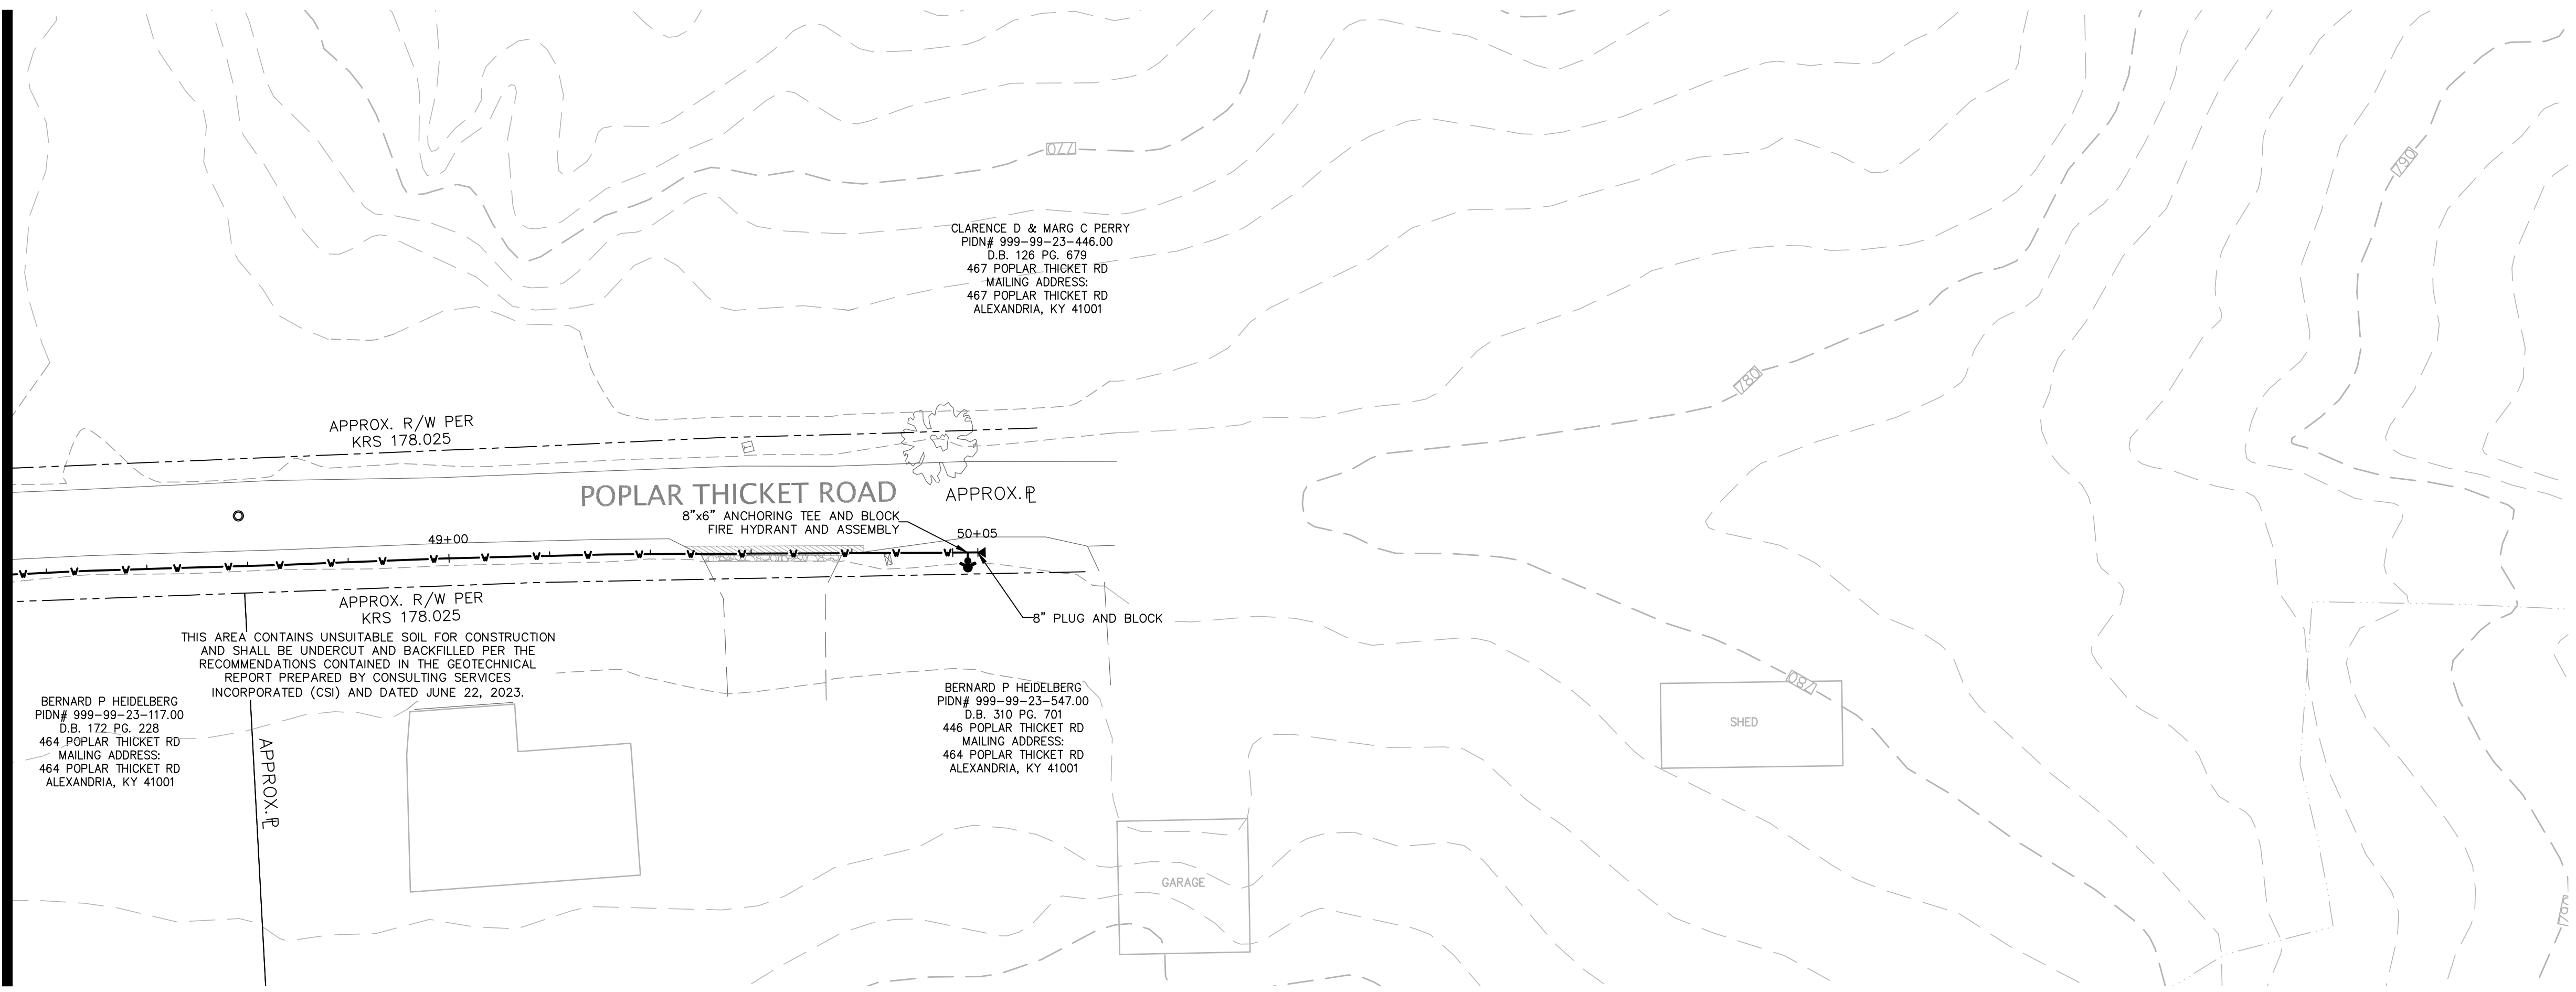 770
790
CLARENCE D & MARG C PERRY
PIDN# 999-99-23-446.00
D.B. 126 PG. 679
467 POPLAR THICKET RD
MAILING ADDRESS:
467 POPLAR THICKET RD
ALEXANDRIA, KY 41001
780
APPROX. R/W PER
KRS 178.025
T
POPLAR THICKET ROAD
APPROX. PL
8"x6" ANCHORING TEE AND BLOCK
FIRE HYDRANT AND ASSEMBLY
49+00
50+05
W W W W W W W W W W W W W W W W W W W
8" PLUG AND BLOCK
APPROX. R/W PER
KRS 178.025
THIS AREA CONTAINS UNSUITABLE SOIL FOR CONSTRUCTION
AND SHALL BE UNDERCUT AND BACKFILLED PER THE
RECOMMENDATIONS CONTAINED IN THE GEOTECHNICAL
REPORT PREPARED BY CONSULTING SERVICES
INCORPORATED (CSI) AND DATED JUNE 22, 2023.
BERNARD P HEIDELBERG
PIDN# 999-99-23-117.00
D.B. 172 PG. 228
464 POPLAR THICKET RD
MAILING ADDRESS:
464 POPLAR THICKET RD
ALEXANDRIA, KY 41001
APPROX. PL
BERNARD P HEIDELBERG
PIDN# 999-99-23-547.00
D.B. 310 PG. 701
446 POPLAR THICKET RD
MAILING ADDRESS:
464 POPLAR THICKET RD
ALEXANDRIA, KY 41001
780
SHED
GARAGE